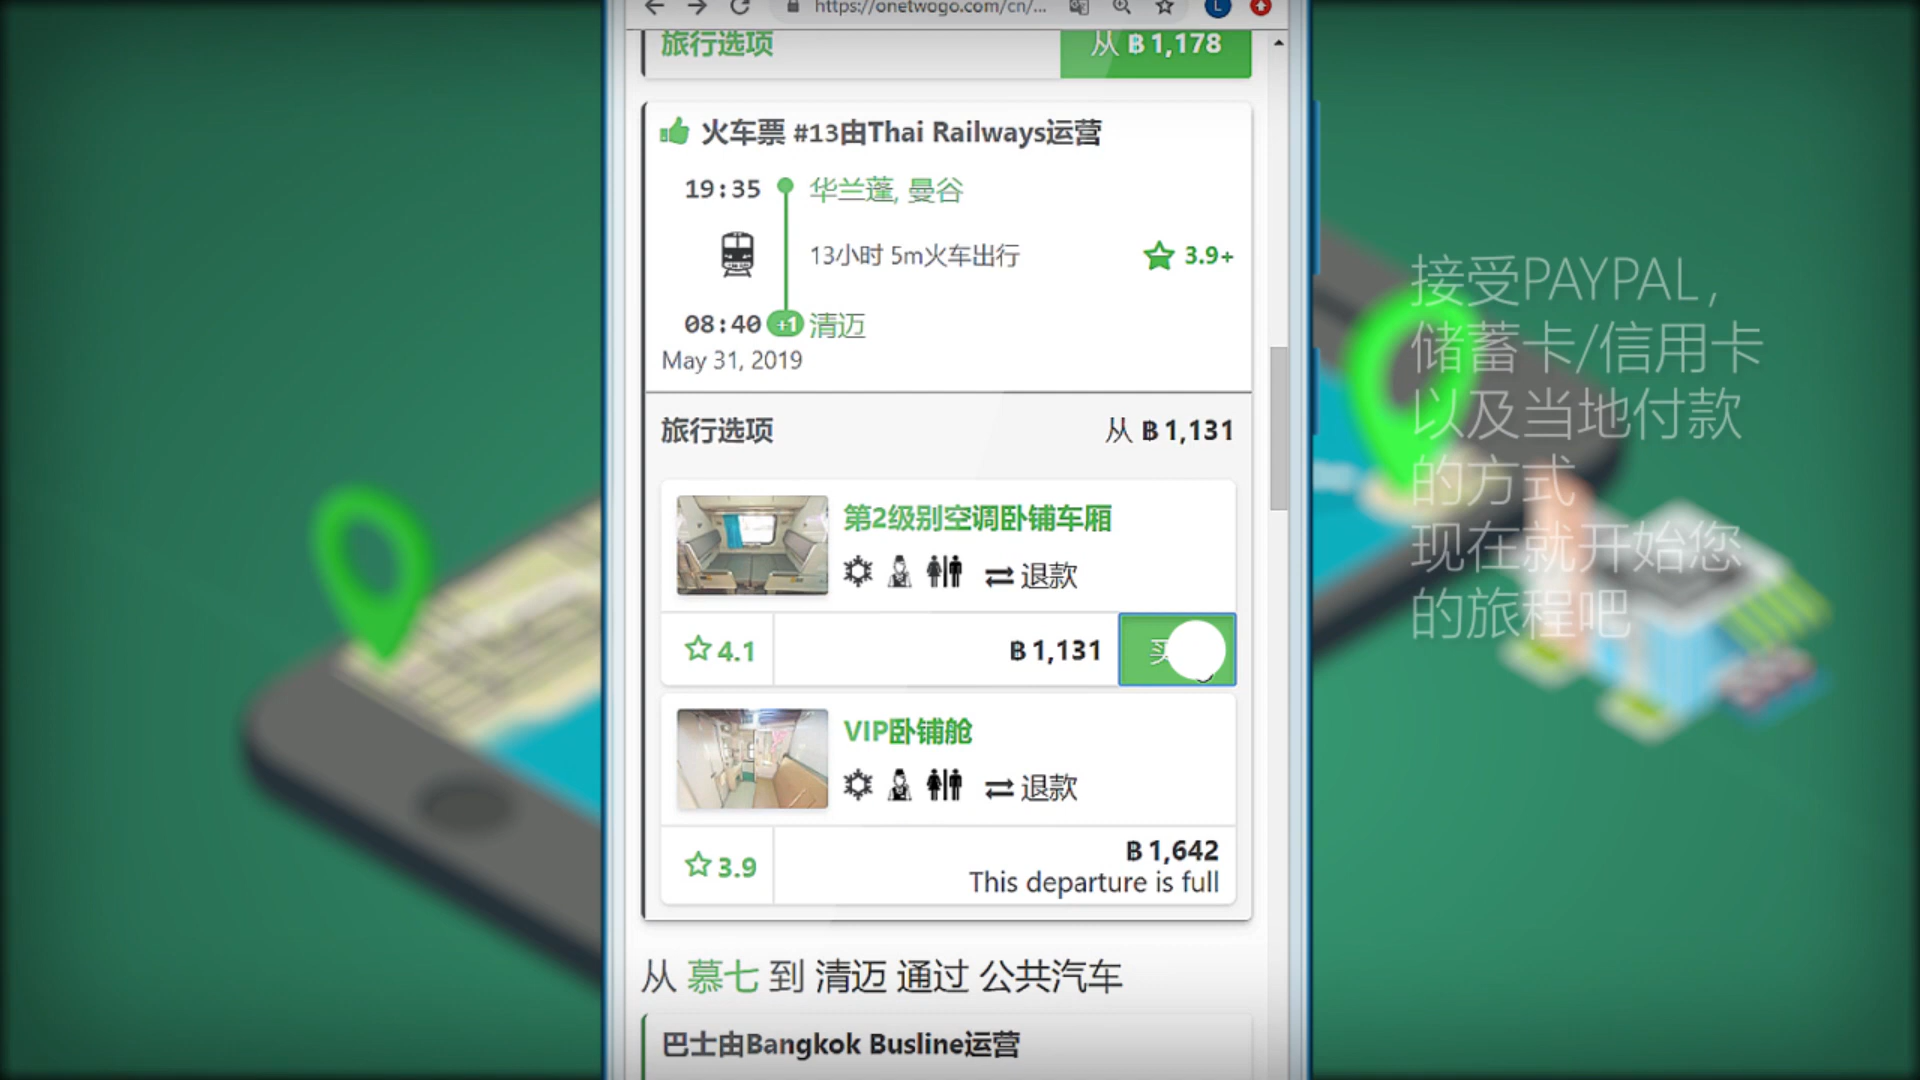 https://onetwogo.com/cn/...
L
旅行选项
从 ฿ 1,178
火车票 #13由Thai Railways运营
19:35
华兰蓬, 曼谷
13小时 5m火车出行
3.9+
08:40 +1 清迈
May 31, 2019
旅行选项
从 ฿ 1,131
第2级别空调卧铺车厢
退款
4.1
฿ 1,131
买
VIP卧铺舱
退款
3.9
฿ 1,642
This departure is full
从 慕七 到 清迈 通过 公共汽车
巴士由Bangkok Busline运营
接受PAYPAL,
储蓄卡/信用卡
以及当地付款
的方式
现在就开始您
的旅程吧